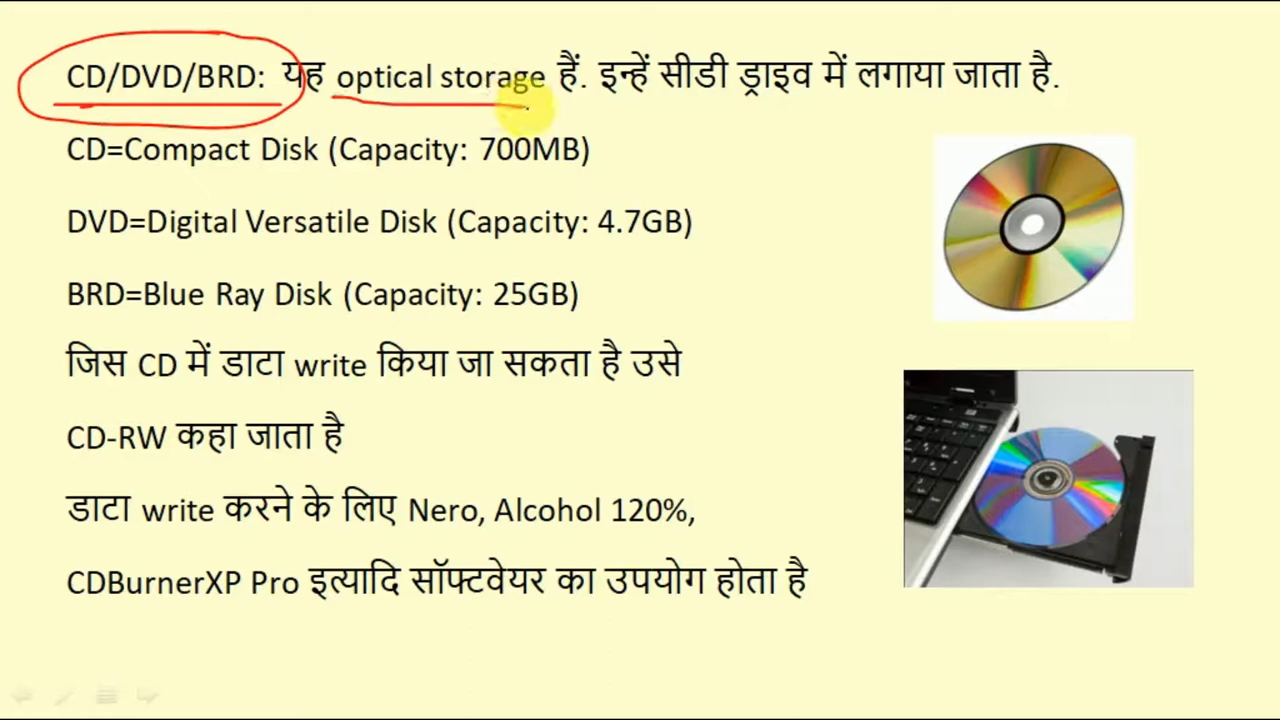 CD/DVD/BRD: यह optical storage हैं. इन्हें सीडी ड्राइव में लगाया जाता है.
CD=Compact Disk (Capacity: 700MB)
DVD=Digital Versatile Disk (Capacity: 4.7GB)
BRD=Blue Ray Disk (Capacity: 25GB)
जिस CD में डाटा write किया जा सकता है उसे
CD-RW कहा जाता है
डाटा write करने के लिए Nero, Alcohol 120%,
CDBurnerXP Pro इत्यादि सॉफ्टवेयर का उपयोग होता है